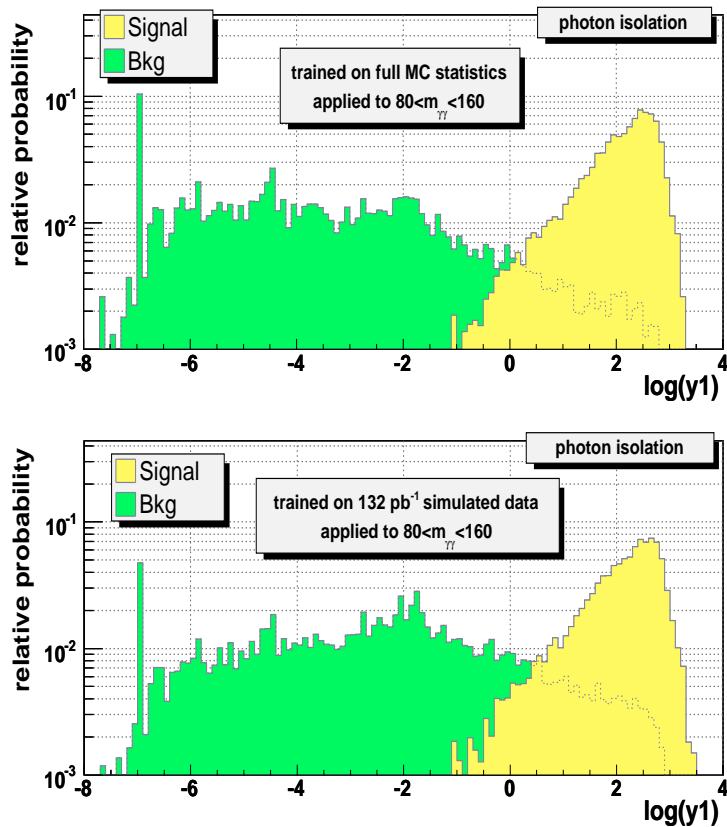 Signal
Bkg
photon isolation
trained on full MC statistics
applied to 80<mγγ<160
relative probability
10⁻¹
10⁻²
10⁻³
-8 -6 -4 -2 0 2 4
log(y1)
Signal
Bkg
photon isolation
trained on 132 pb⁻¹ simulated data
applied to 80<mγγ<160
relative probability
10⁻¹
10⁻²
10⁻³
-8 -6 -4 -2 0 2 4
log(y1)